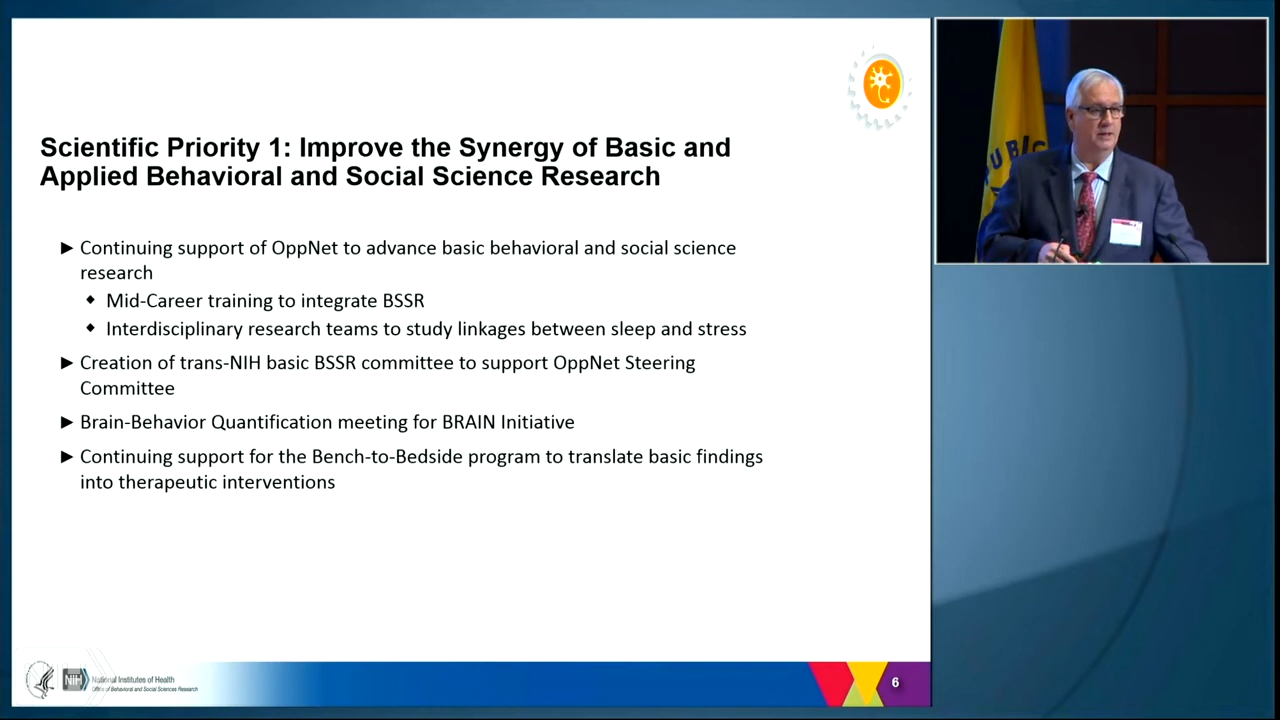 Scientific Priority 1: Improve the Synergy of Basic and
Applied Behavioral and Social Science Research
► Continuing support of OppNet to advance basic behavioral and social science
research
◆ Mid-Career training to integrate BSSR
◆ Interdisciplinary research teams to study linkages between sleep and stress
► Creation of trans-NIH basic BSSR committee to support OppNet Steering
Committee
► Brain-Behavior Quantification meeting for BRAIN Initiative
► Continuing support for the Bench-to-Bedside program to translate basic findings
into therapeutic interventions
NIH
National Institutes of Health
Office of Behavioral and Social Sciences Research
6